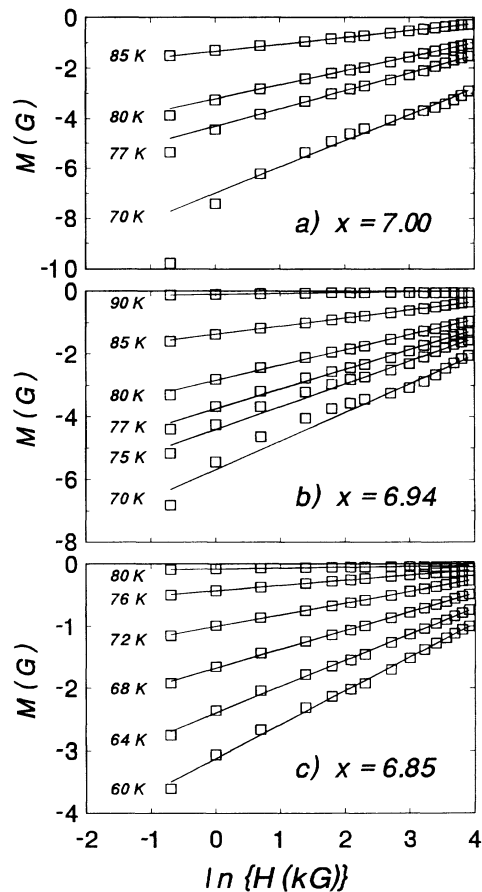 0
85 K
-2
80 K
-4
77 K
M (G)
-6
70 K
-8
a) x = 7.00
-10
0
90 K
85 K
-2
80 K
77 K
-4
75 K
M (G)
-6
70 K
b) x = 6.94
-8
0
80 K
76 K
-1
72 K
68 K
-2
M (G)
64 K
-3
60 K
c) x = 6.85
-4
-2 -1 0 1 2 3 4
ln {H (kG)}